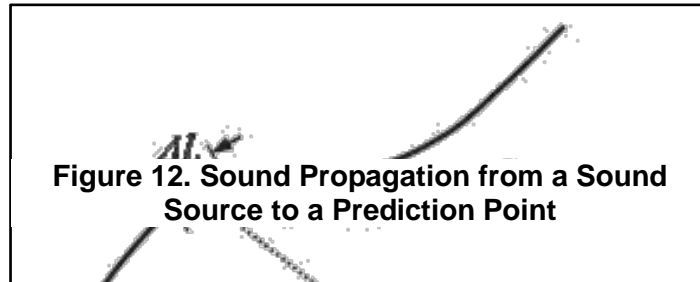 Figure 12. Sound Propagation from a Sound
Source to a Prediction Point